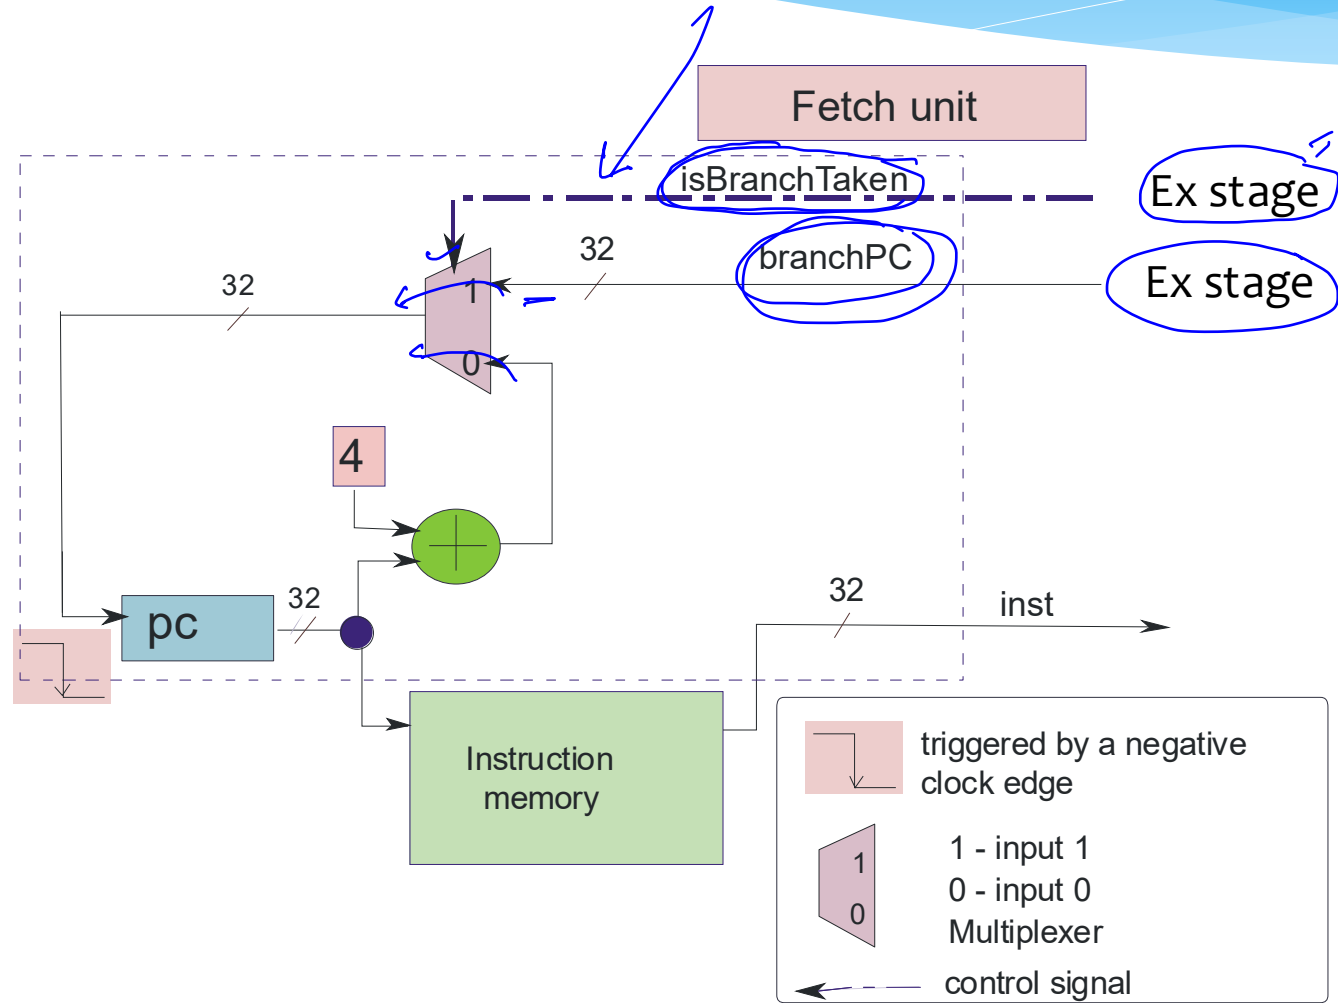 Fetch unit
isBranchTaken
Ex stage
32
branchPC
Ex stage
32
1
0
4
pc
32
32
inst
Instruction
memory
triggered by a negative
clock edge
1
0
1 - input 1
0 - input 0
Multiplexer
control signal